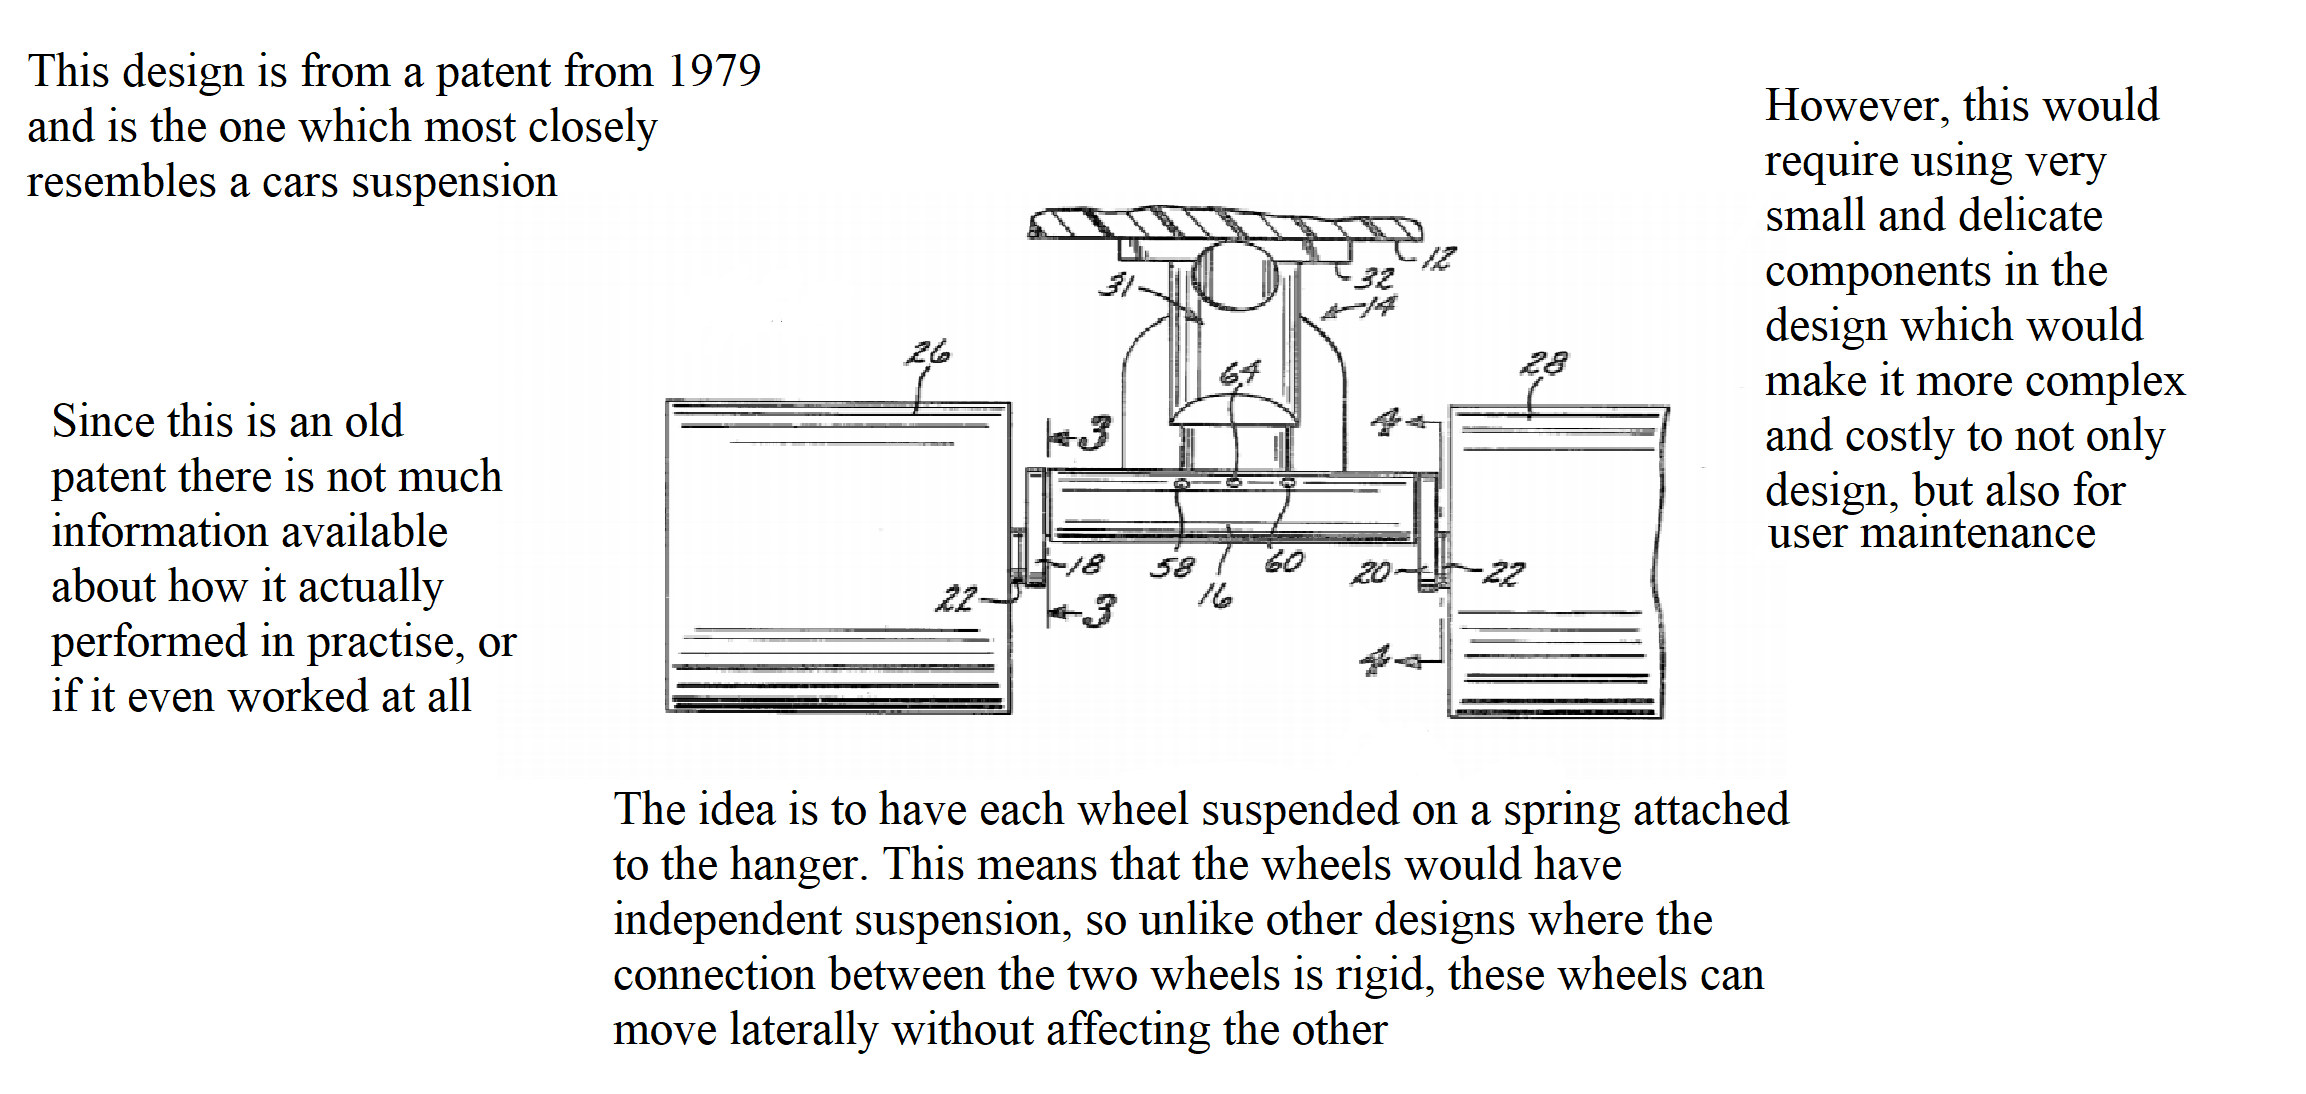 This design is from a patent from 1979
and is the one which most closely
resembles a cars suspension
However, this would
require using very
small and delicate
components in the
design which would
make it more complex
and costly to not only
design, but also for
user maintenance
Since this is an old
patent there is not much
information available
about how it actually
performed in practise, or
if it even worked at all
12
32
31
14
26
64
28
3
4
18
58
60
20
22
22
16
3
4
The idea is to have each wheel suspended on a spring attached
to the hanger. This means that the wheels would have
independent suspension, so unlike other designs where the
connection between the two wheels is rigid, these wheels can
move laterally without affecting the other